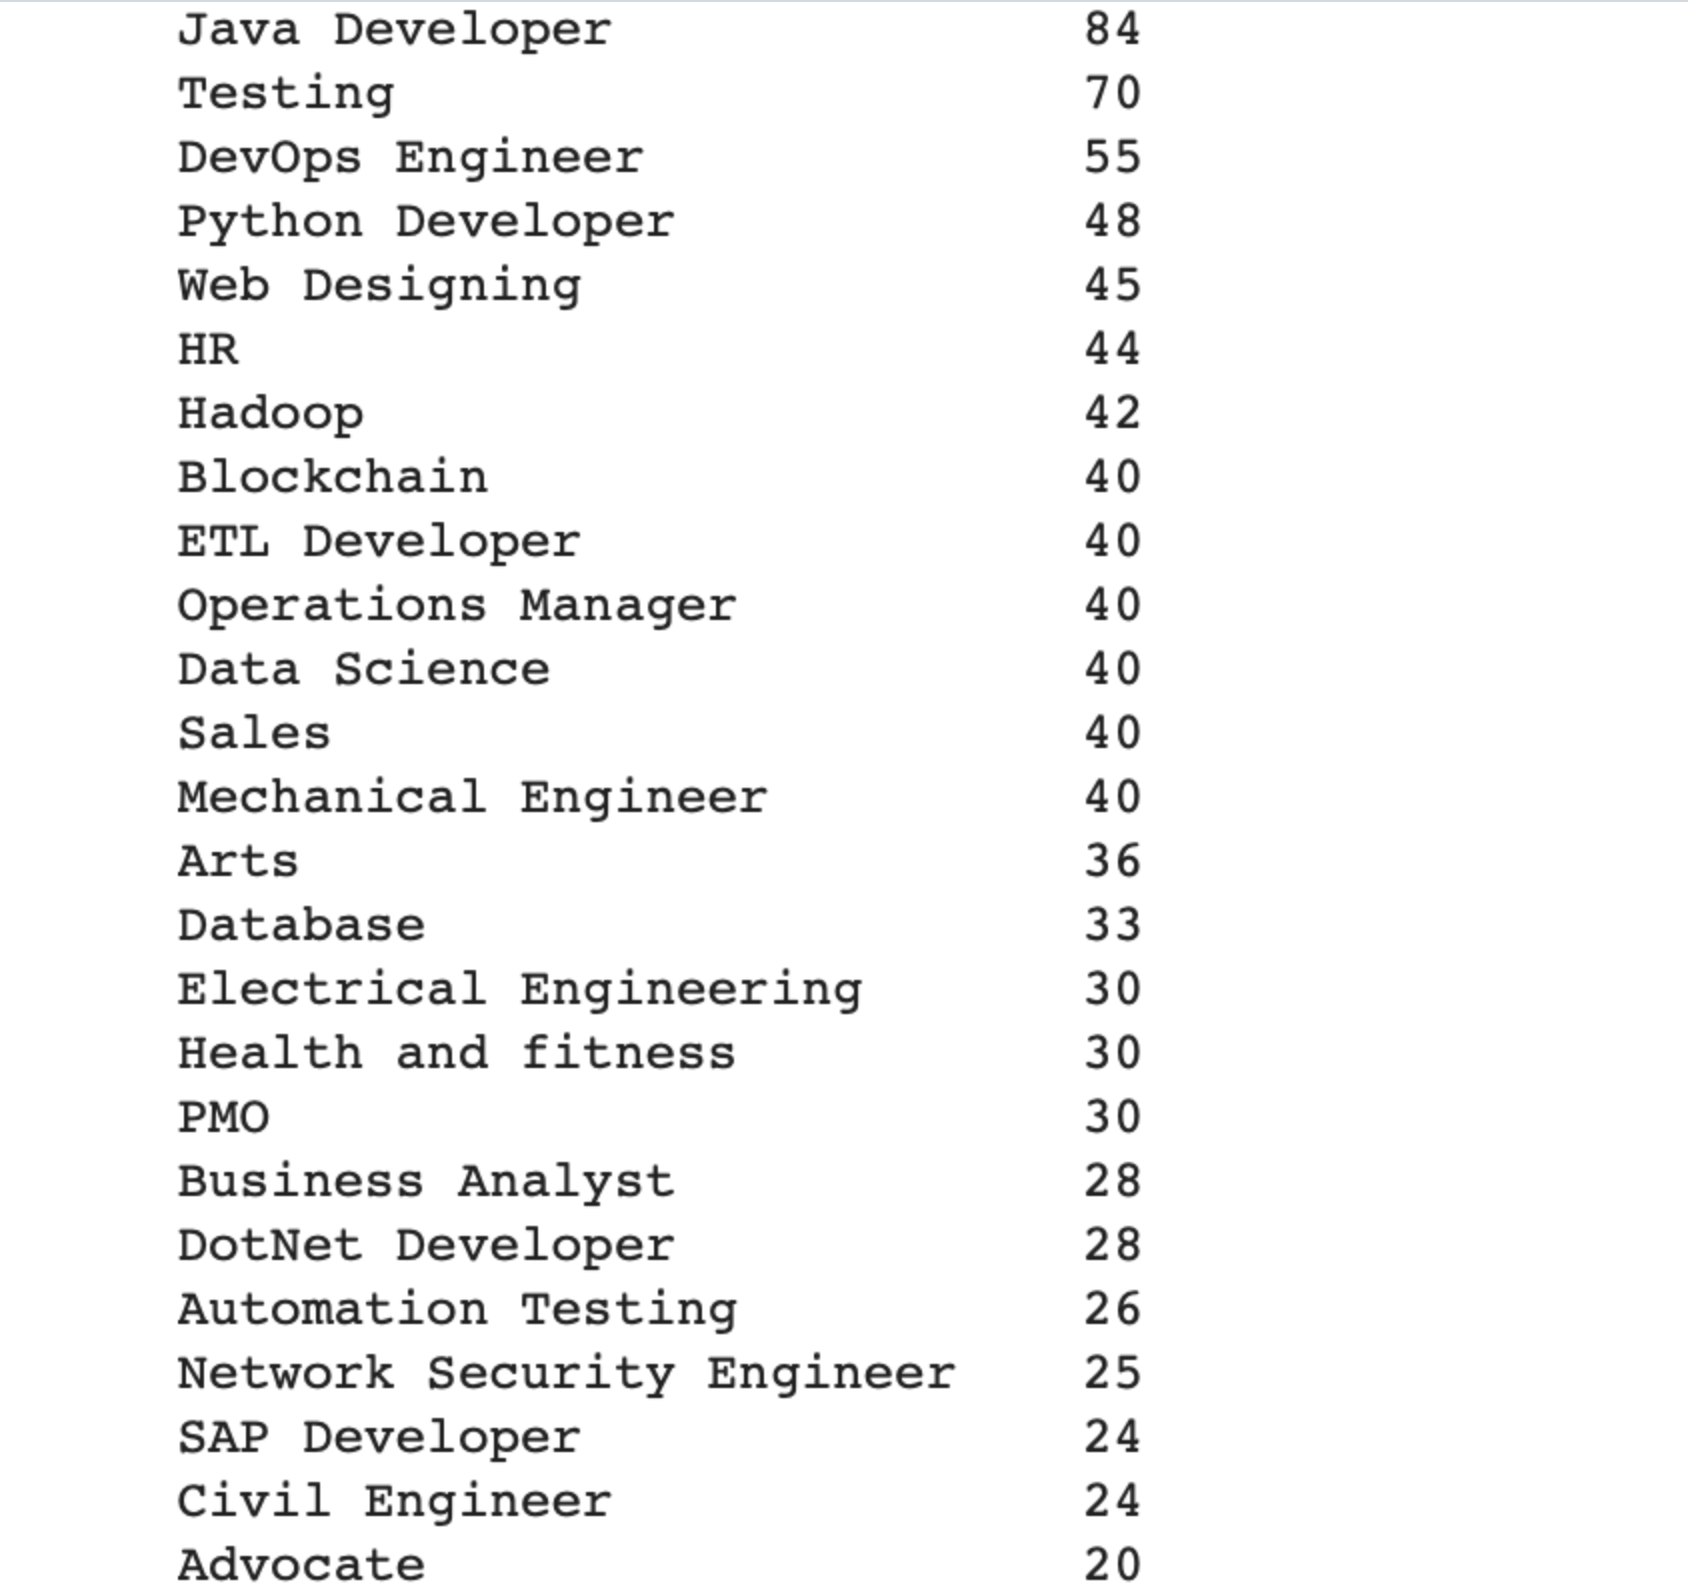 Java Developer 84
Testing 70
DevOps Engineer 55
Python Developer 48
Web Designing 45
HR 44
Hadoop 42
Blockchain 40
ETL Developer 40
Operations Manager 40
Data Science 40
Sales 40
Mechanical Engineer 40
Arts 36
Database 33
Electrical Engineering 30
Health and fitness 30
PMO 30
Business Analyst 28
DotNet Developer 28
Automation Testing 26
Network Security Engineer 25
SAP Developer 24
Civil Engineer 24
Advocate 20